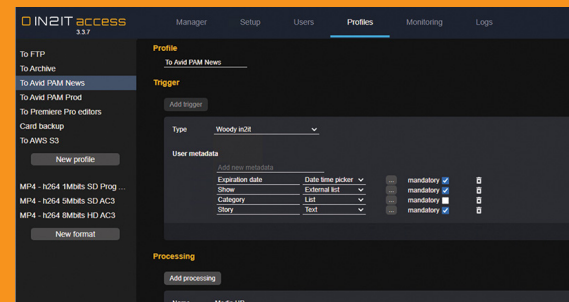 IN2IT access
3.3.7
Manager Setup Users Profiles Monitoring Logs
To FTP
To Archive
To Avid PAM News
To Avid PAM Prod
To Premiere Pro editors
Card backup
To AWS S3
New profile
MP4 - h264 1Mbits SD Prog ...
MP4 - h264 5Mbits SD AC3
MP4 - h264 8Mbits HD AC3
New format
Profile
To Avid PAM News
Trigger
Add trigger
Type Woody in2it
User metadata
Add new metadata
Expiration date Date time picker ... mandatory
Show External list ... mandatory
Category List ... mandatory
Story Text ... mandatory
Processing
Add processing